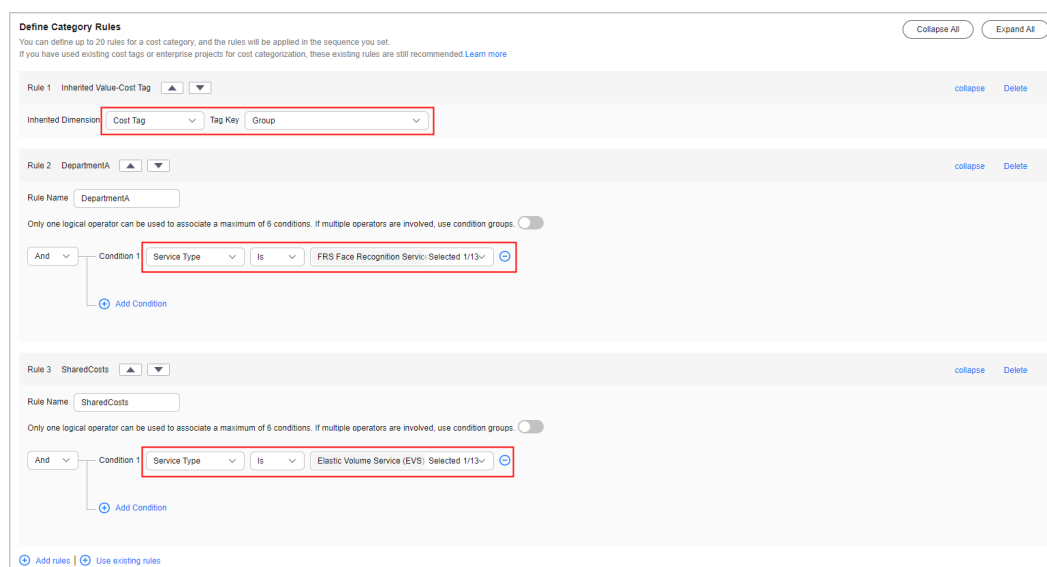 Define Category Rules
Collapse All
Expand All
You can define up to 20 rules for a cost category, and the rules will be applied in the sequence you set.
If you have used existing cost tags or enterprise projects for cost categorization, these existing rules are still recommended.Learn more
Rule 1 Inherited Value-Cost Tag collapse Delete
Inherited Dimension Cost Tag Tag Key Group
Rule 2 DepartmentA collapse Delete
Rule Name DepartmentA
Only one logical operator can be used to associate a maximum of 6 conditions. If multiple operators are involved, use condition groups.
And Condition 1 Service Type Is FRS Face Recognition Servic Selected 1/13
Add Condition
Rule 3 SharedCosts collapse Delete
Rule Name SharedCosts
Only one logical operator can be used to associate a maximum of 6 conditions. If multiple operators are involved, use condition groups.
And Condition 1 Service Type Is Elastic Volume Service (EVS) Selected 1/13
Add Condition
Add rules | Use existing rules